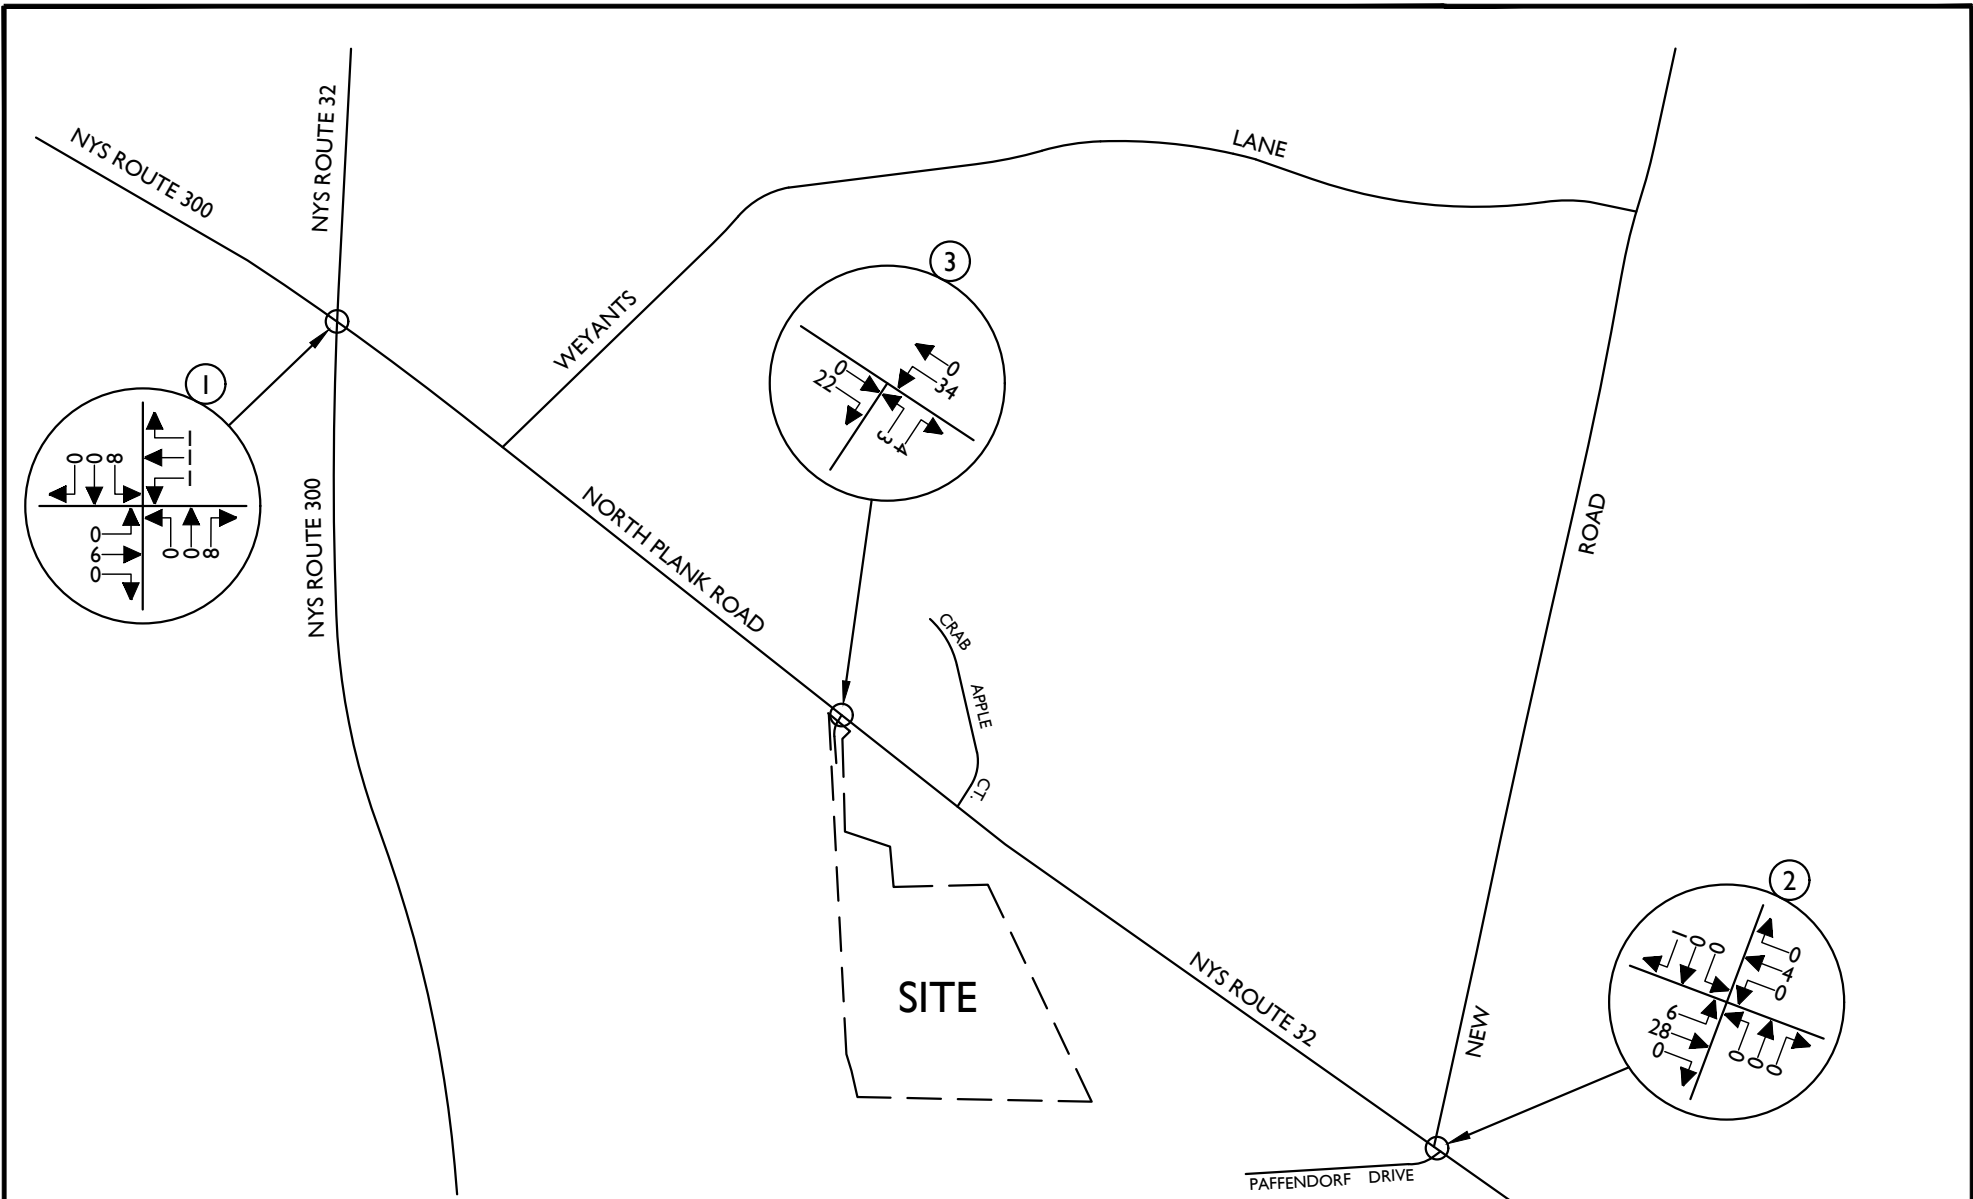 NYS ROUTE 300
NYS ROUTE 32
LANE
WEYANTS
3
0
34
0
22
3
4
1
0 0 8
1
1
1
0
6
0
0 0 8
NYS ROUTE 300
NORTH PLANK ROAD
ROAD
CRAB
APPLE
CT.
SITE
NYS ROUTE 32
NEW
2
1 0 0
0
4
0
6
28
0
0 0 0
PAFFENDORF DRIVE